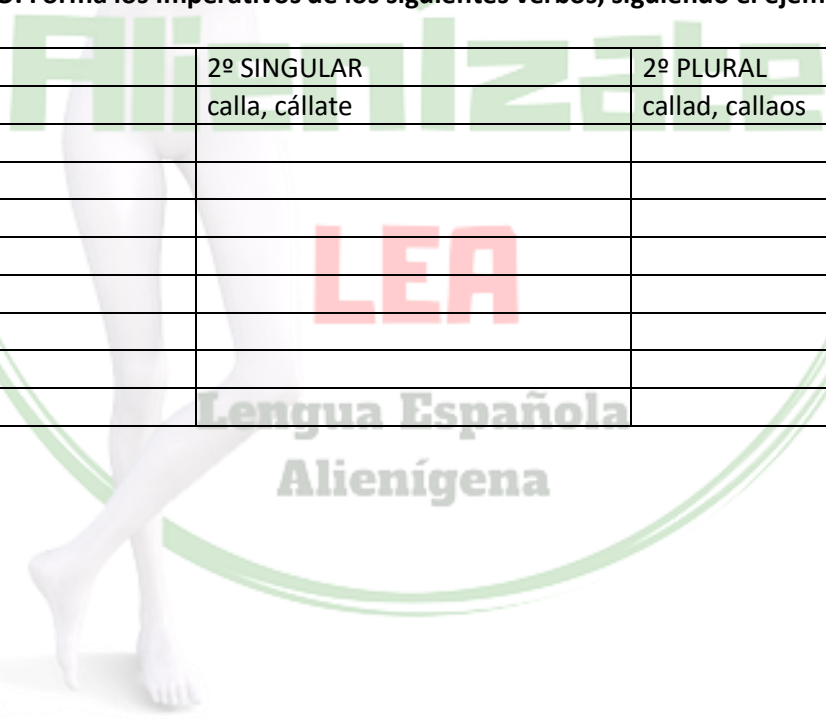 Forma los imperativos de los siguientes verbos, siguiendo el
Alienízate
2º SINGULAR 2º PLURAL
calla, cállate callad, callaos
LEA
Lengua Española
Alienígena